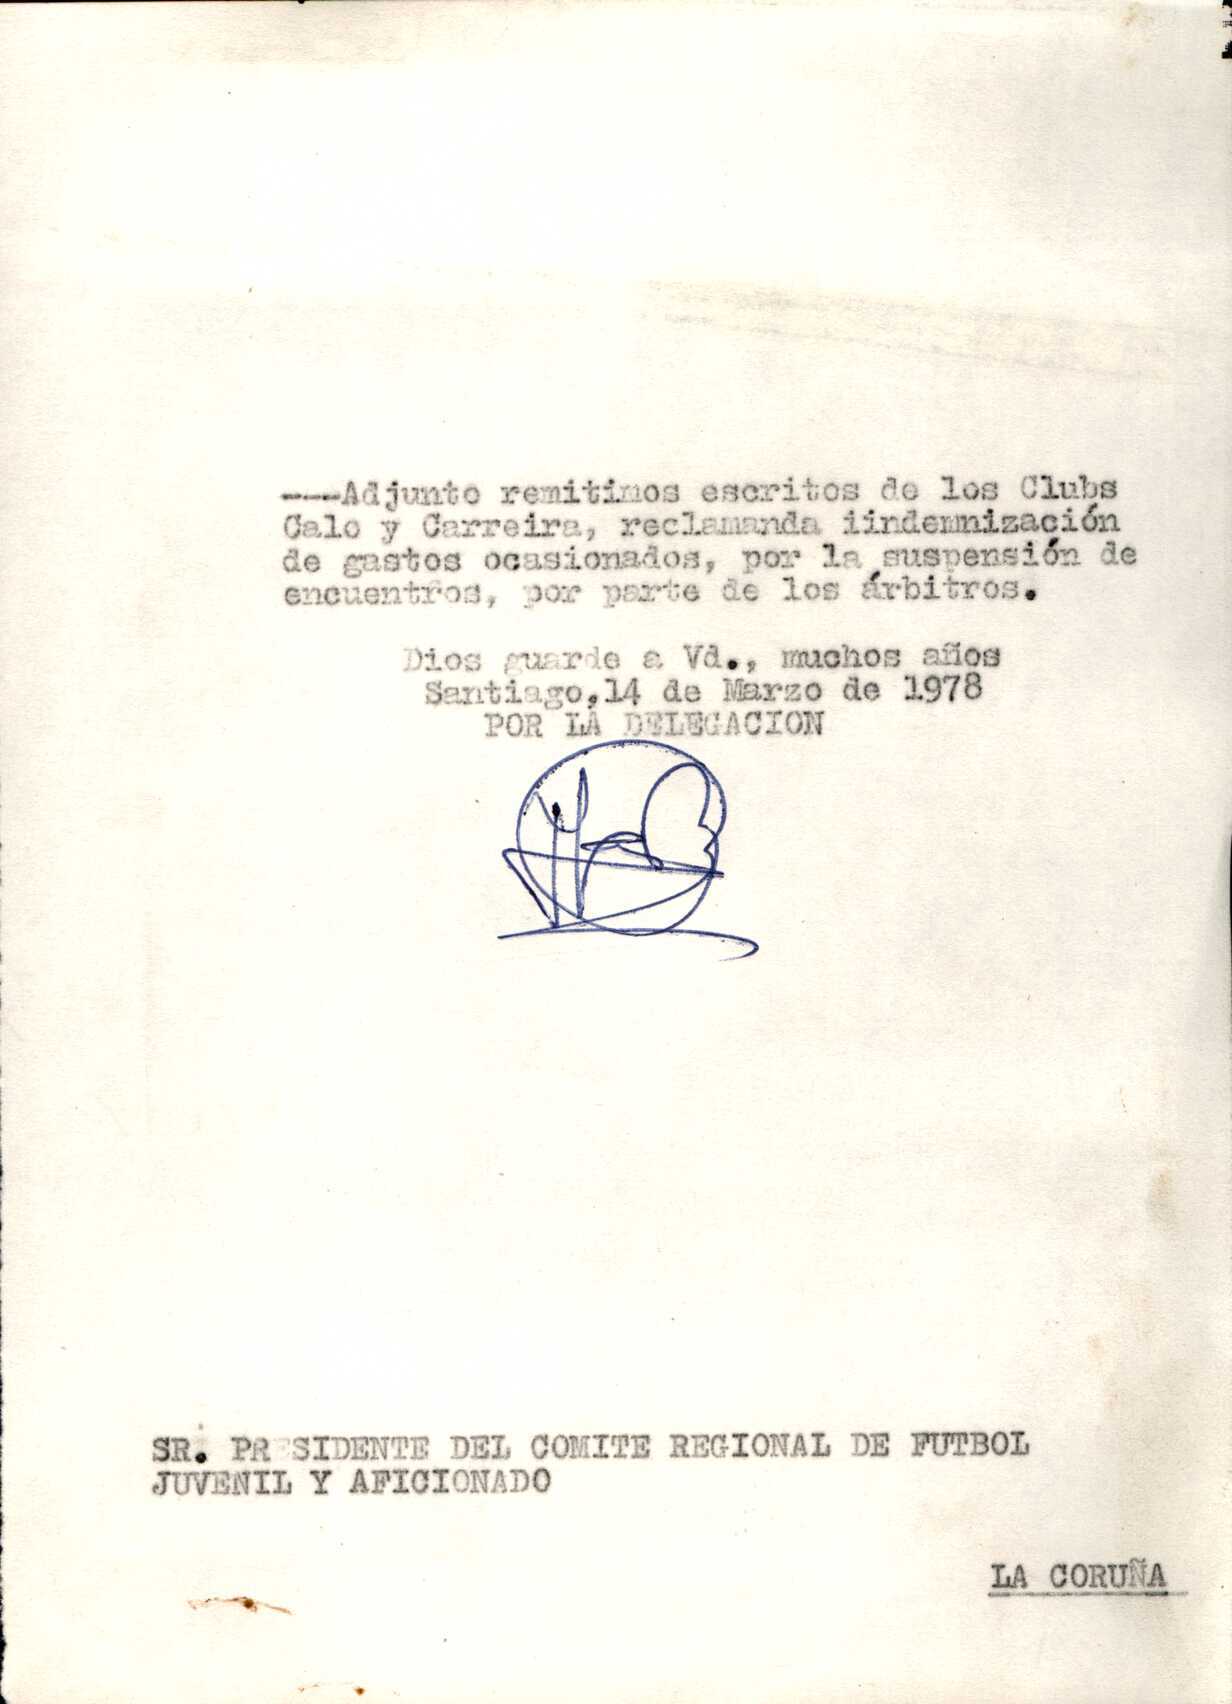 ---Adjunto remitimos escritos de los Clubs
Calo y Carreira, reclamanda iindemnización
de gastos ocasionados, por la suspensión de
encuentros, por parte de los árbitros.
Dios guarde a Vd., muchos años
Santiago,14 de Marzo de 1978
POR LA DELEGACION
SR. PRESIDENTE DEL COMITE REGIONAL DE FUTBOL
JUVENIL Y AFICIONADO
LA CORUÑA